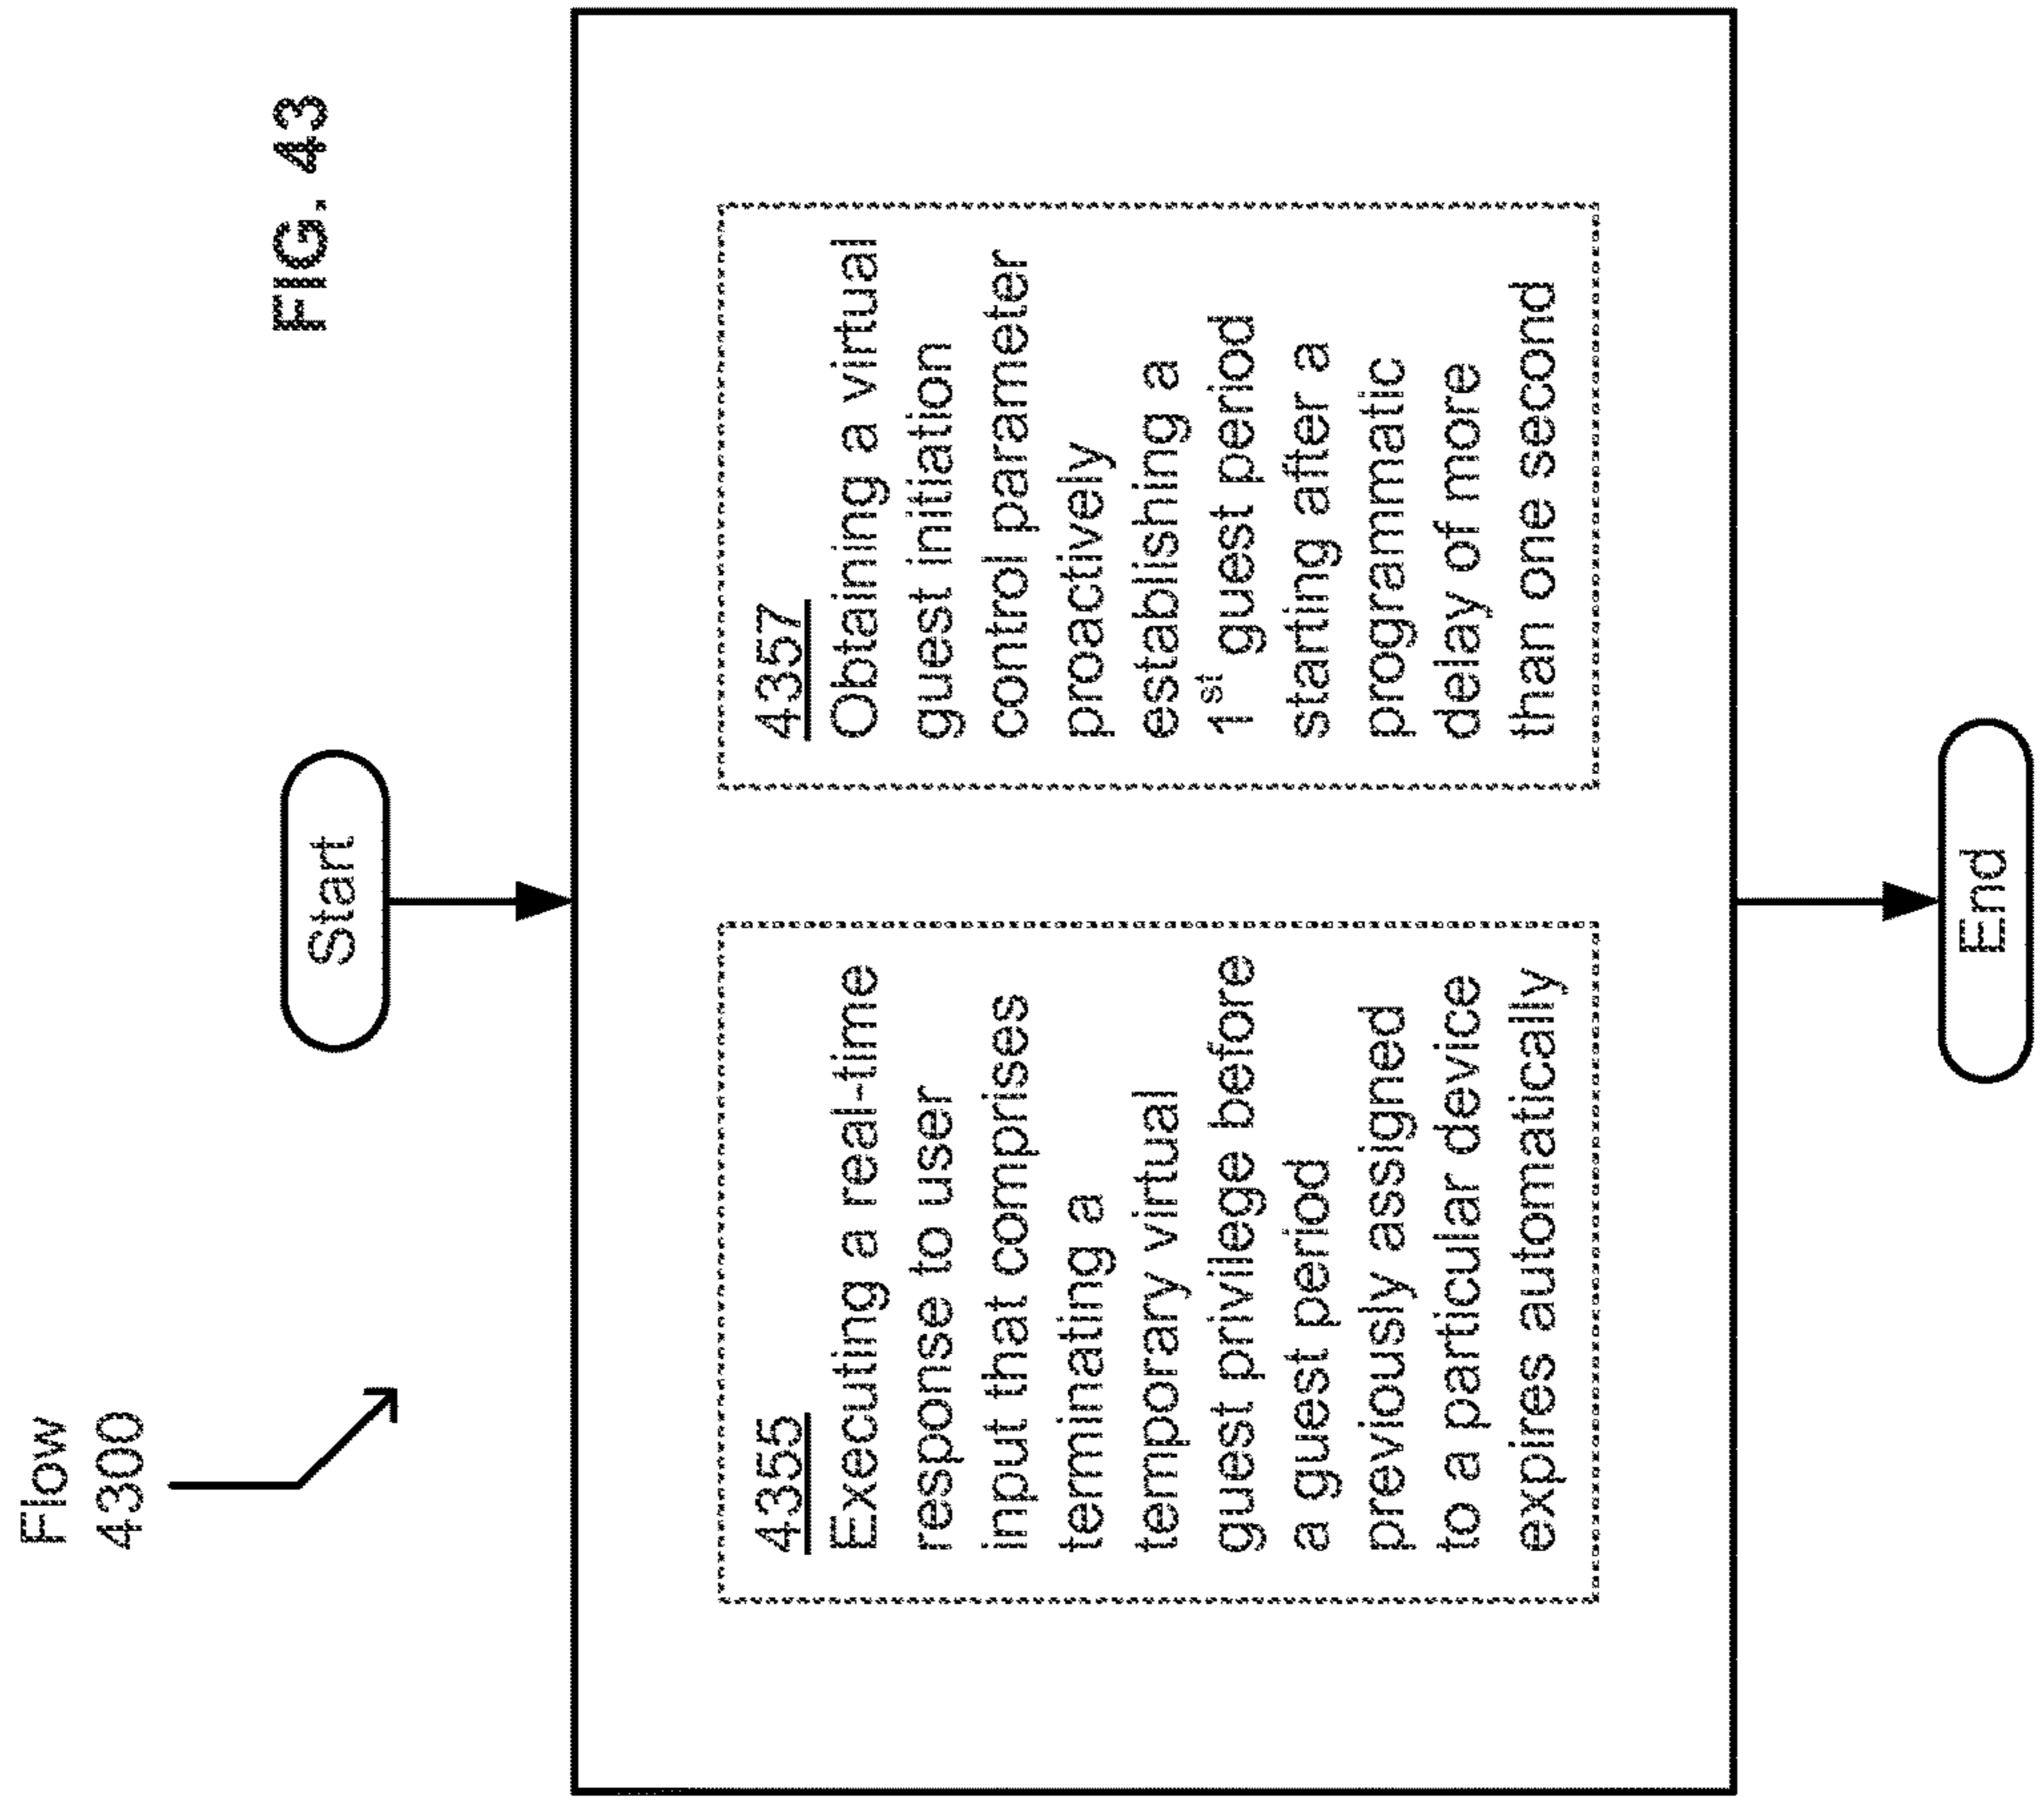 Flow
4300
FIG. 43
Start
4355
Executing a real-time
response to user
input that comprises
terminating a
temporary virtual
guest privilege before
a guest period
previously assigned
to a particular device
expires automatically
4357
Obtaining a virtual
guest initiation
control parameter
proactively
establishing a
1st guest period
starting after a
programmatic
delay of more
than one second
End